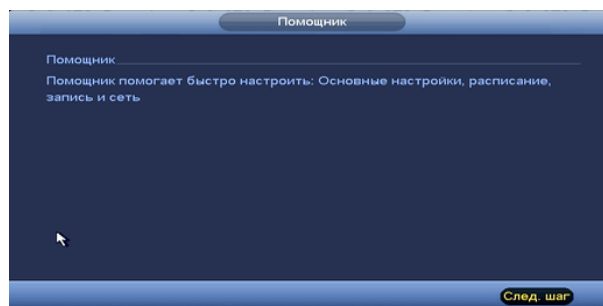 Помощник
Помощник
Помощник помогает быстро настроить: Основные настройки, расписание,
запись и сеть
След. шаг